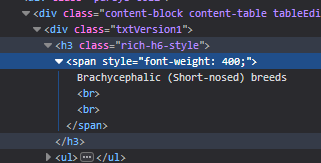 <div class="content-block content-table tableEdi
<div class="txtVersion1">
<h3 class="rich-h6-style">
<span style="font-weight: 400;">
Brachycephalic (Short-nosed) breeds
<br>
<br>
</span>
</h3>
<ul> ⋯ </ul>